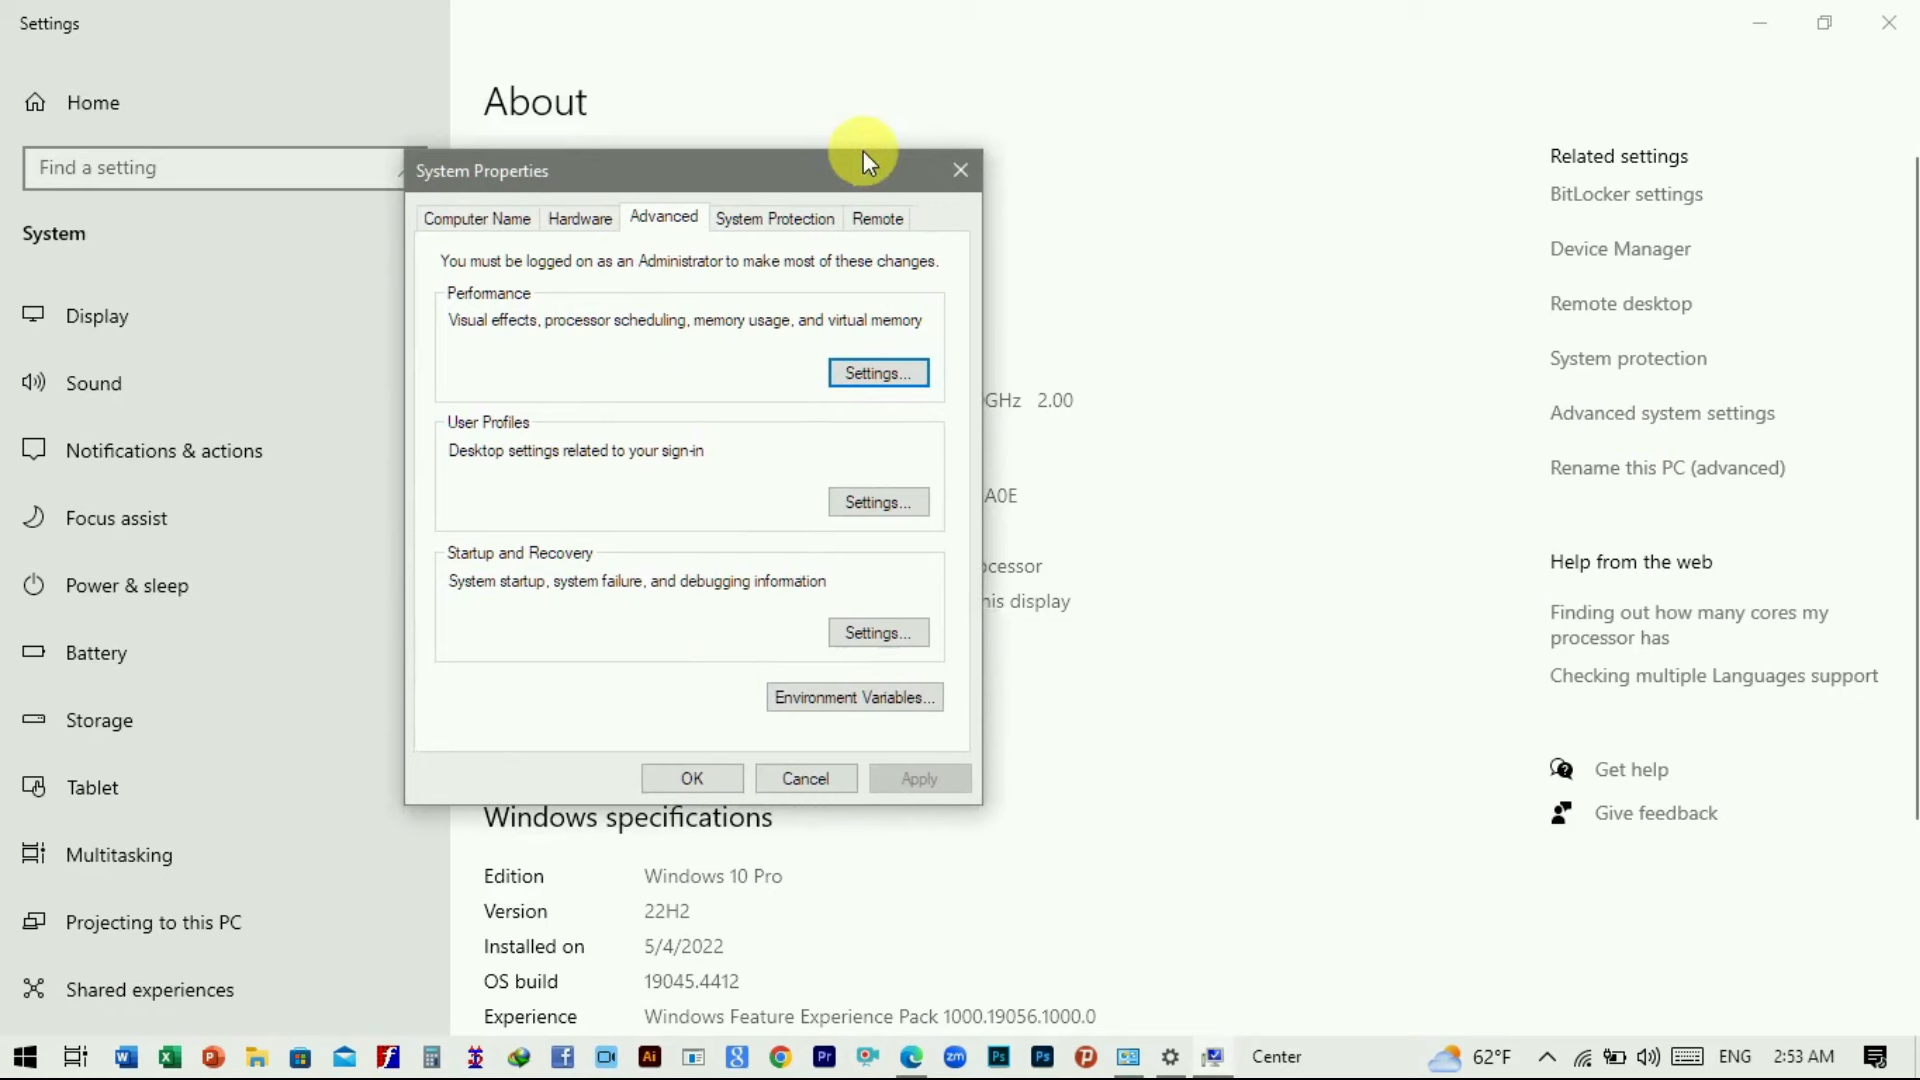 Settings
Home
Find a setting
System
Display
Sound
Notifications & actions
Focus assist
Power & sleep
Battery
Storage
Tablet
Multitasking
Projecting to this PC
Shared experiences
About
System Properties
Computer Name
Hardware
Advanced
System Protection
Remote
You must be logged on as an Administrator to make most of these changes.
Performance
Visual effects, processor scheduling, memory usage, and virtual memory
Settings...
User Profiles
Desktop settings related to your sign-in
Settings...
Startup and Recovery
System startup, system failure, and debugging information
Settings...
Environment Variables...
OK
Cancel
Apply
GHz 2.00
A0E
display
Windows specifications
Edition Windows 10 Pro
Version 22H2
Installed on 5/4/2022
OS build 19045.4412
Experience Windows Feature Experience Pack 1000.19056.1000.0
Related settings
BitLocker settings
Device Manager
Remote desktop
System protection
Advanced system settings
Rename this PC (advanced)
Help from the web
Finding out how many cores my
processor has
Checking multiple Languages support
Get help
Give feedback
Center
62°F
ENG
2:53 AM